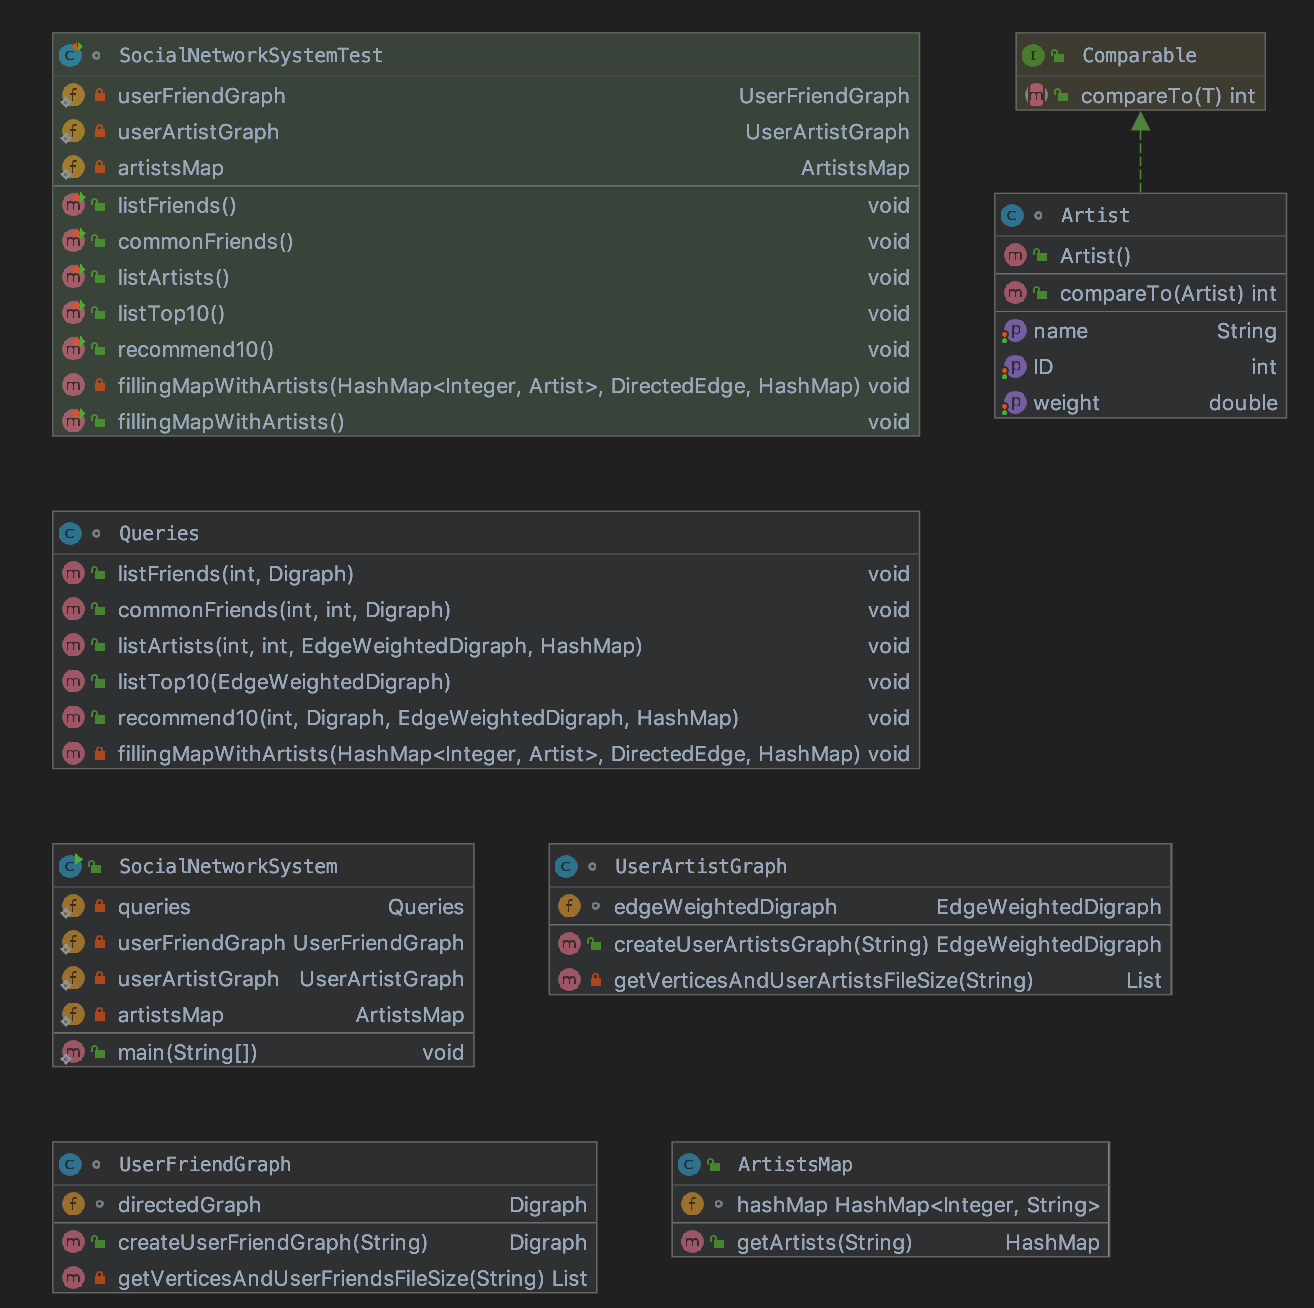 SocialNetworkSystemTest
userFriendGraph UserFriendGraph
userArtistGraph UserArtistGraph
artistsMap ArtistsMap
listFriends() void
commonFriends() void
listArtists() void
listTop10() void
recommend10() void
fillingMapWithArtists(HashMap<Integer, Artist>, DirectedEdge, HashMap) void
fillingMapWithArtists() void
Comparable
compareTo(T) int
Artist
Artist()
compareTo(Artist) int
name String
ID int
weight double
Queries
listFriends(int, Digraph) void
commonFriends(int, int, Digraph) void
listArtists(int, int, EdgeWeightedDigraph, HashMap) void
listTop10(EdgeWeightedDigraph) void
recommend10(int, Digraph, EdgeWeightedDigraph, HashMap) void
fillingMapWithArtists(HashMap<Integer, Artist>, DirectedEdge, HashMap) void
SocialNetworkSystem
queries Queries
userFriendGraph UserFriendGraph
userArtistGraph UserArtistGraph
artistsMap ArtistsMap
main(String[]) void
UserArtistGraph
edgeWeightedDigraph EdgeWeightedDigraph
createUserArtistsGraph(String) EdgeWeightedDigraph
getVerticesAndUserArtistsFileSize(String) List
UserFriendGraph
directedGraph Digraph
createUserFriendGraph(String) Digraph
getVerticesAndUserFriendsFileSize(String) List
ArtistsMap
hashMap HashMap<Integer, String>
getArtists(String) HashMap